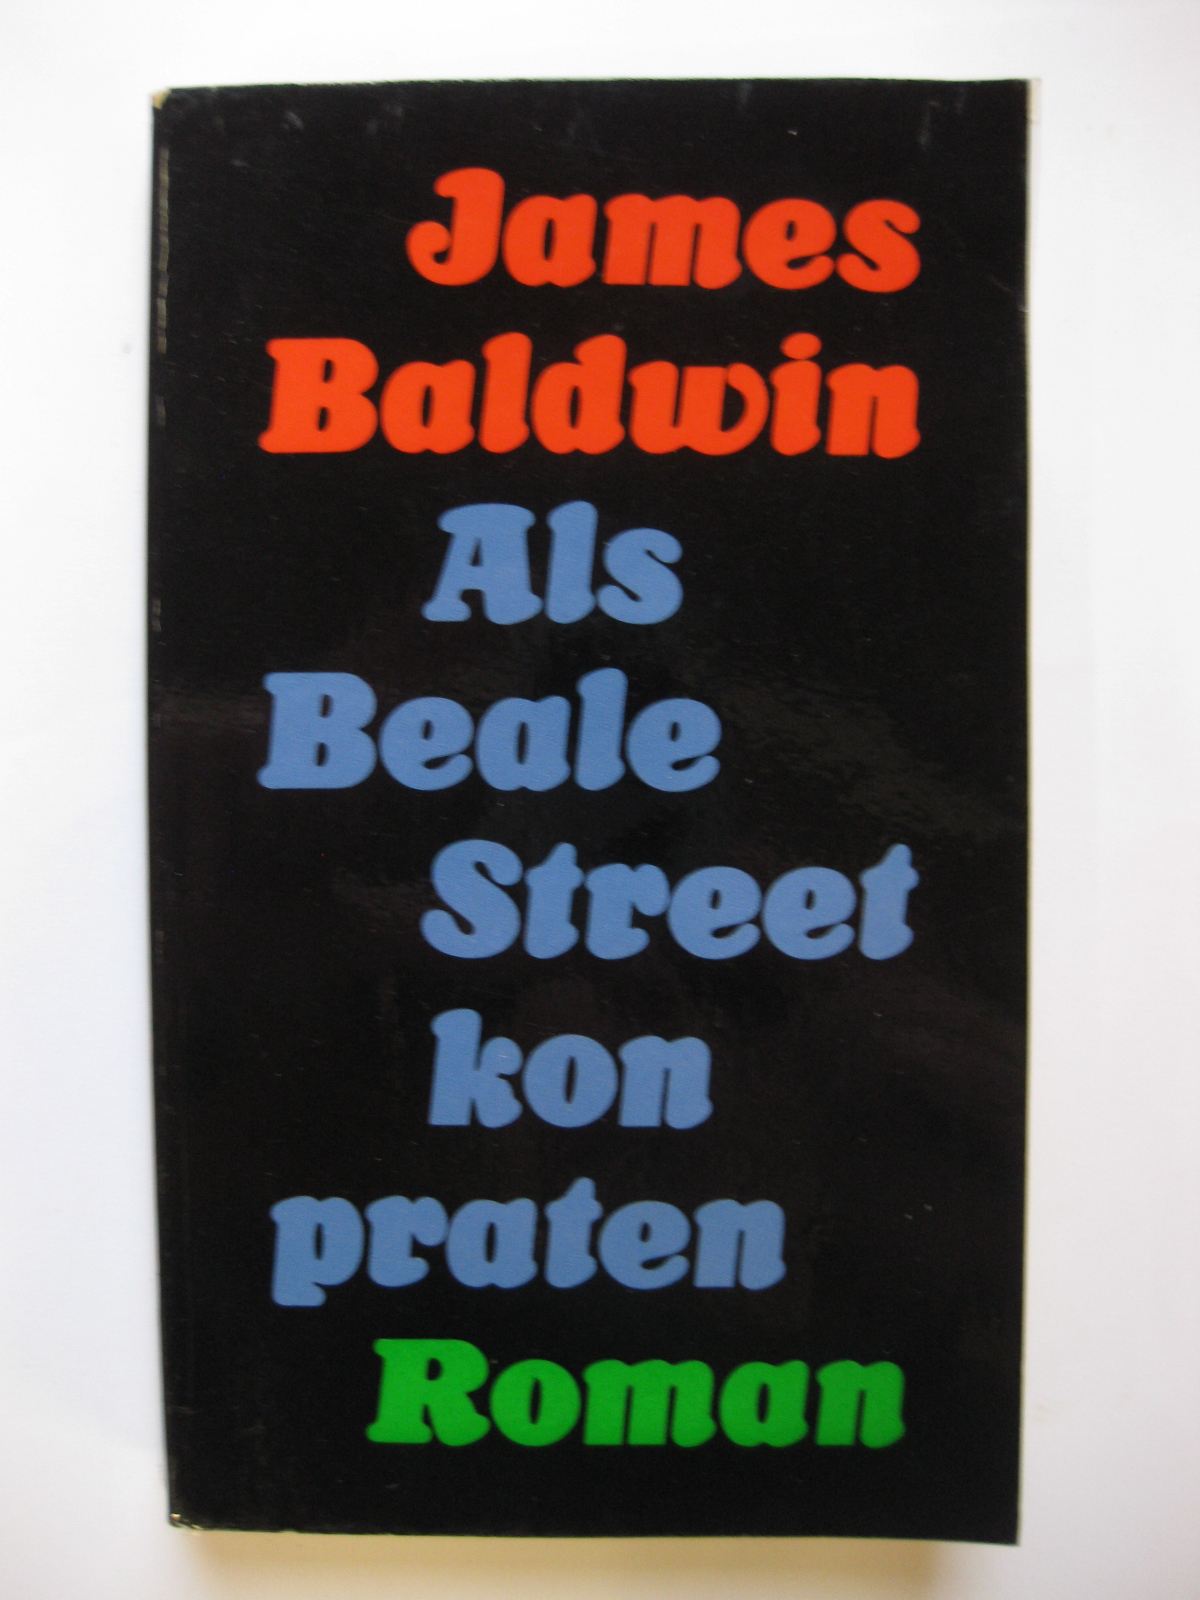 James
Baldwin
Als
Beale
Street
kon
praten
Roman